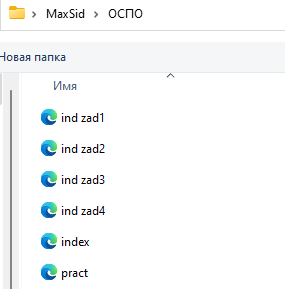 MaxSid > ОСПО
Новая папка
Имя
ind zad1
ind zad2
ind zad3
ind zad4
index
pract